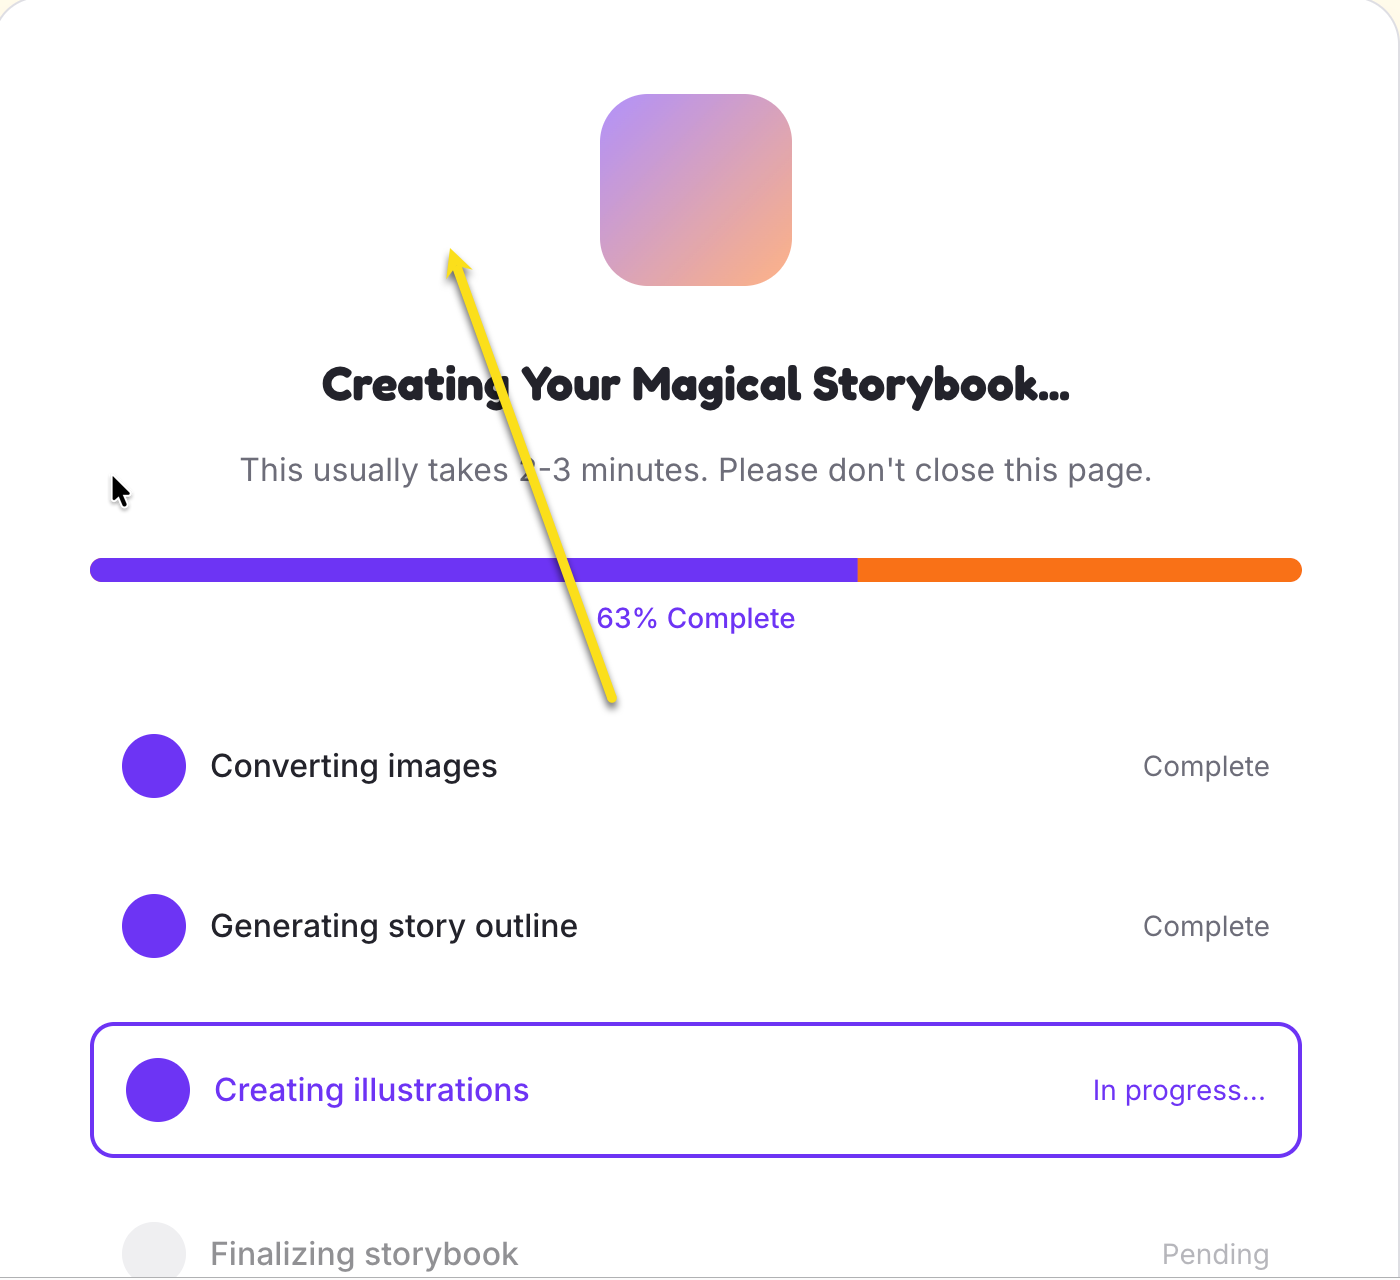 Creating Your Magical Storybook...
This usually takes 2-3 minutes. Please don't close this page.
63% Complete
Converting images Complete
Generating story outline Complete
Creating illustrations In progress...
Finalizing storybook Pending